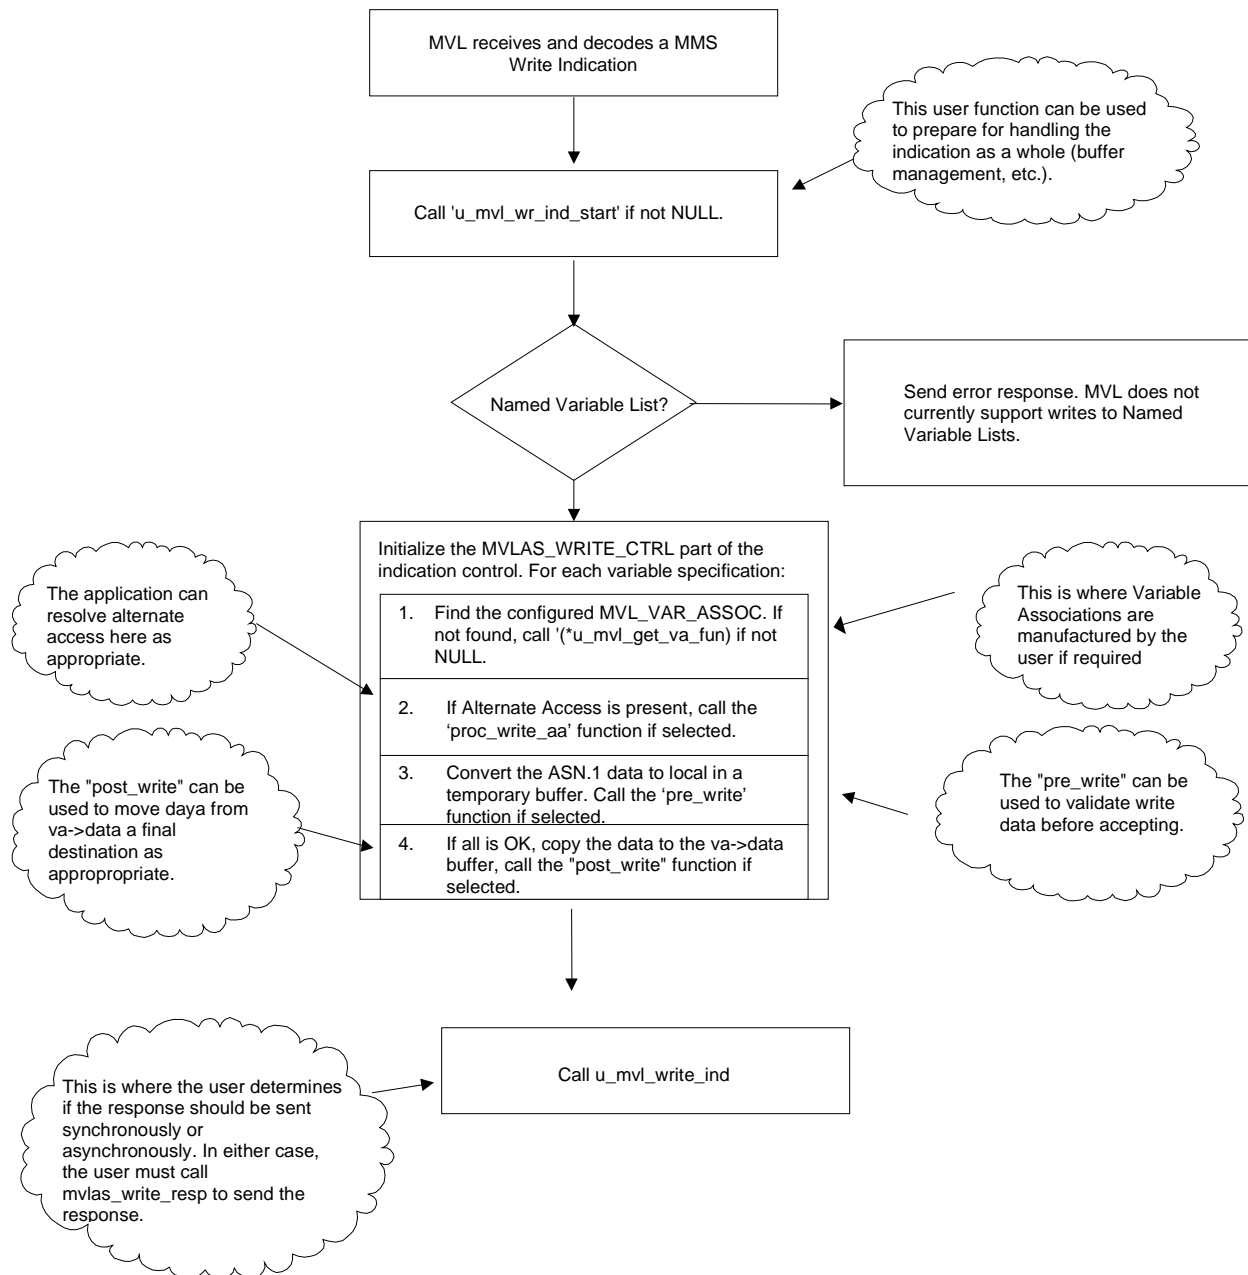 MVL receives and decodes a MMS
Write Indication
This user function can be used
to prepare for handling the
indication as a whole (buffer
management, etc.).
Call 'u_mvl_wr_ind_start' if not NULL.
Named Variable List?
Send error response. MVL does not
currently support writes to Named
Variable Lists.
Initialize the MVLAS_WRITE_CTRL part of the
indication control. For each variable specification:
The application can
resolve alternate
access here as
appropriate.
1. Find the configured MVL_VAR_ASSOC. If
not found, call '(*u_mvl_get_va_fun) if not
NULL.
This is where Variable
Associations are
manufactured by the
user if required
2. If Alternate Access is present, call the
‘proc_write_aa’ function if selected.
3. Convert the ASN.1 data to local in a
temporary buffer. Call the ‘pre_write’
function if selected.
The "pre_write" can be
used to validate write
data before accepting.
The "post_write" can be
used to move daya from
va->data a final
destination as
appropropriate.
4. If all is OK, copy the data to the va->data
buffer, call the "post_write" function if
selected.
Call u_mvl_write_ind
This is where the user determines
if the response should be sent
synchronously or
asynchronously. In either case,
the user must call
mvlas_write_resp to send the
response.